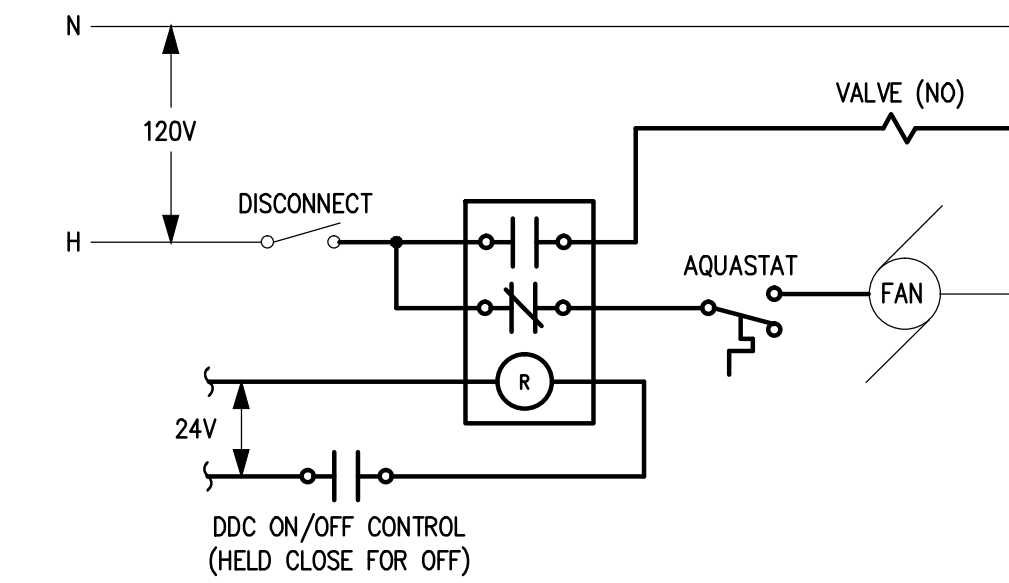 N
VALVE (NO)
120V
DISCONNECT
H
AQUASTAT
FAN
R
24V
DDC ON/OFF CONTROL
(HELD CLOSE FOR OFF)